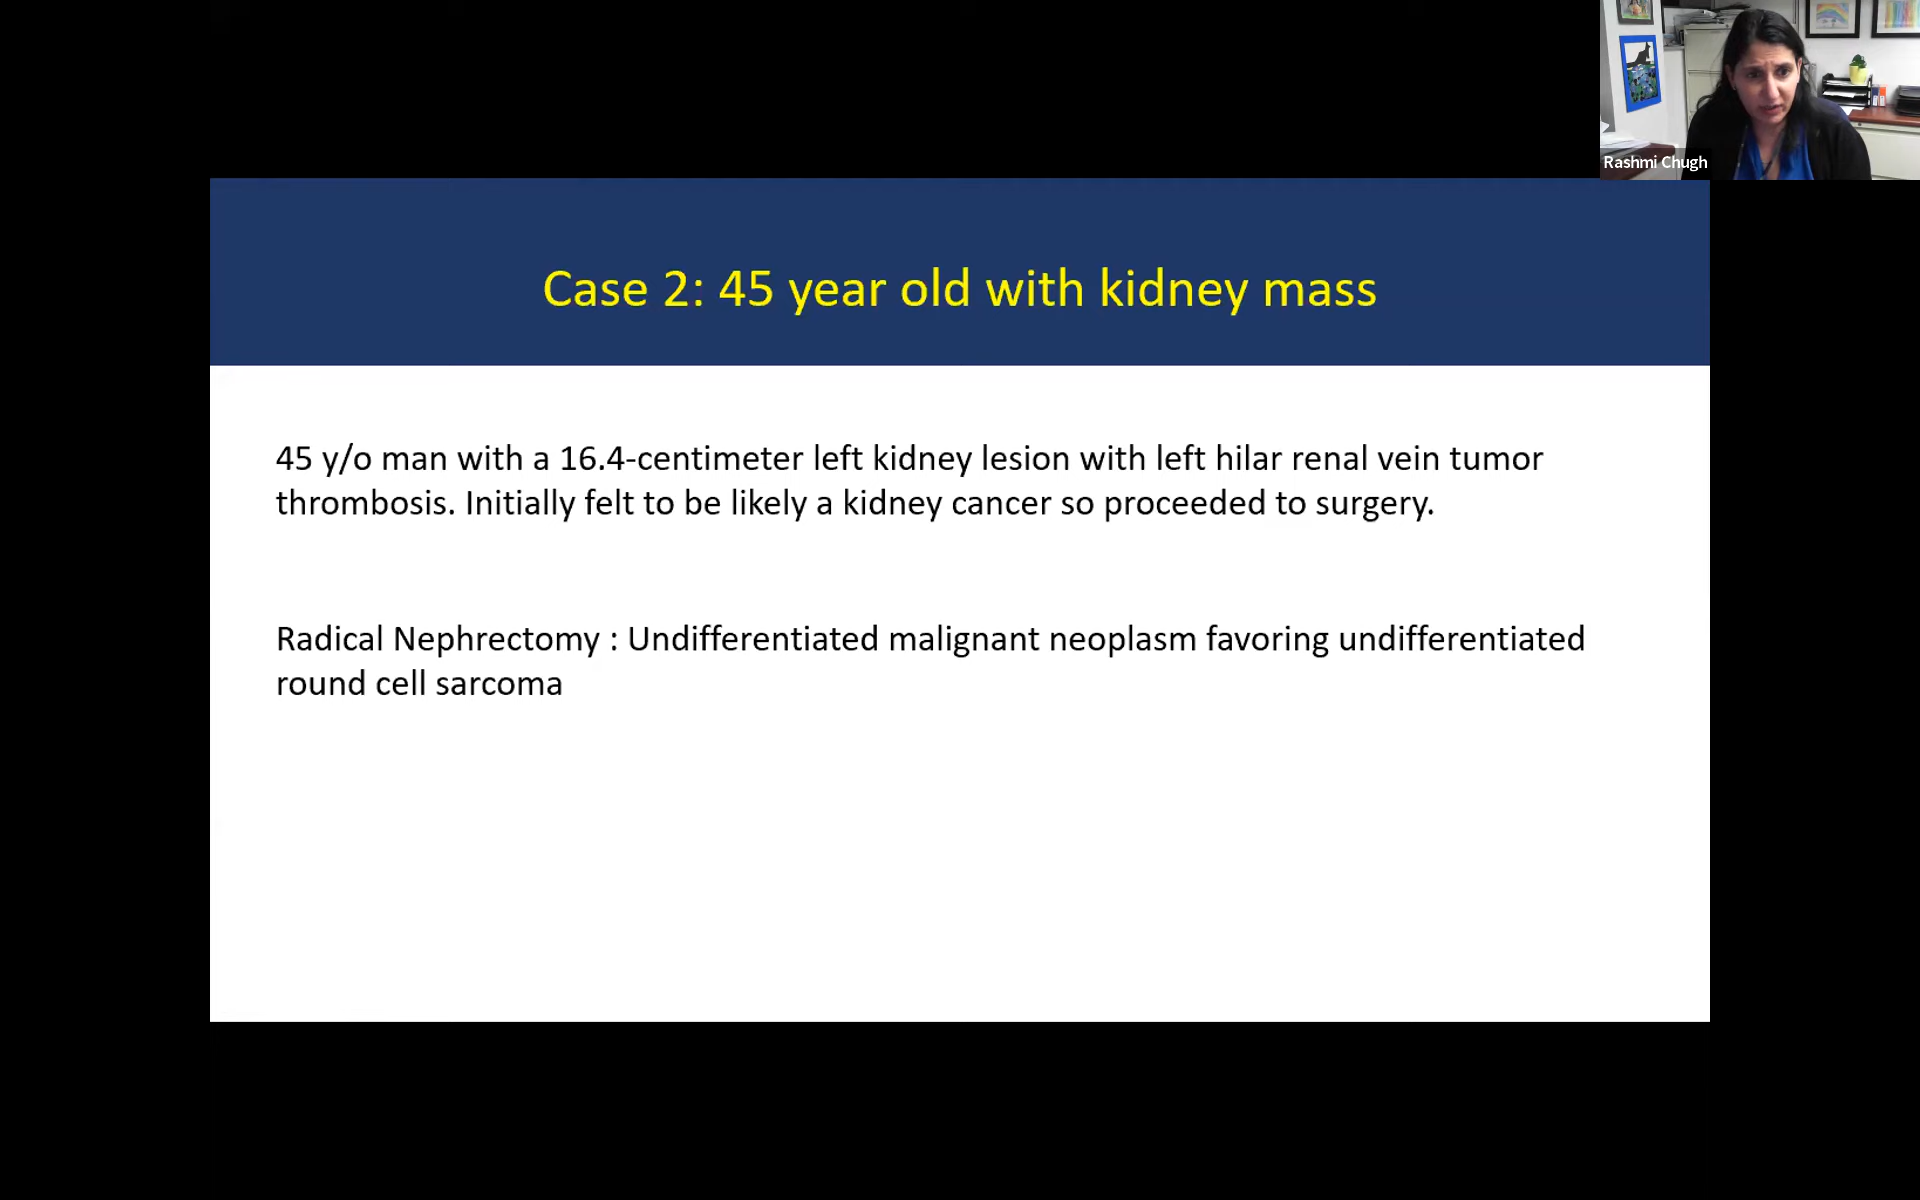 Rashmi Chugh
Case 2: 45 year old with kidney mass
45 y/o man with a 16.4-centimeter left kidney lesion with left hilar renal vein tumor
thrombosis. Initially felt to be likely a kidney cancer so proceeded to surgery.
Radical Nephrectomy : Undifferentiated malignant neoplasm favoring undifferentiated
round cell sarcoma